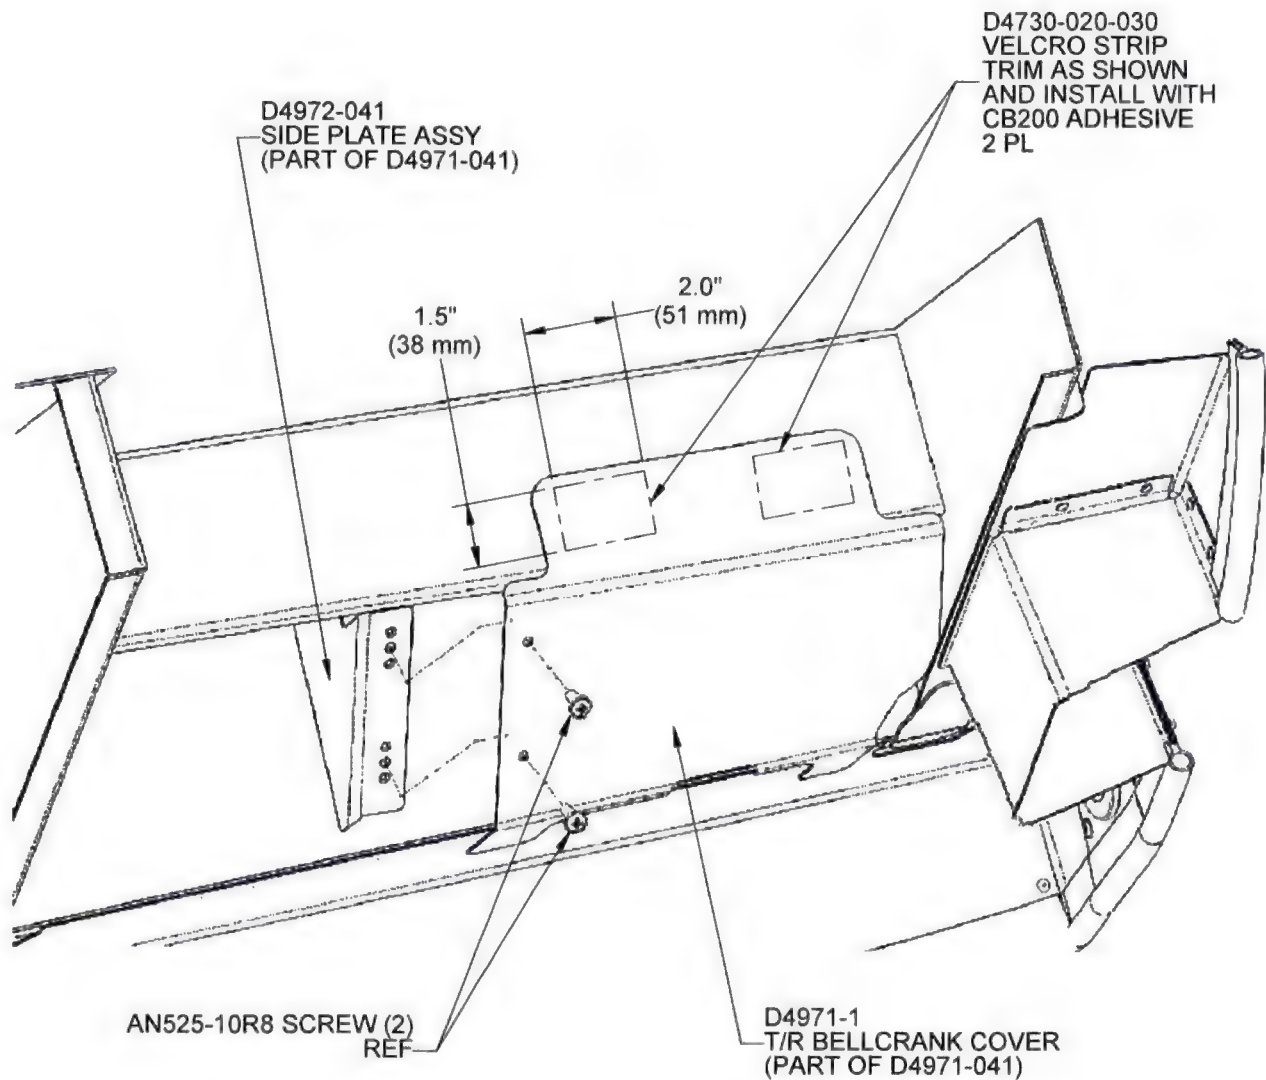 D4730-020-030
VELCRO STRIP
TRIM AS SHOWN
AND INSTALL WITH
CB200 ADHESIVE
2 PL
D4972-041
SIDE PLATE ASSY
(PART OF D4971-041)
2.0"
(51 mm)
1.5"
(38 mm)
AN525-10R8 SCREW (2)
REF
D4971-1
T/R BELLCRANK COVER
(PART OF D4971-041)